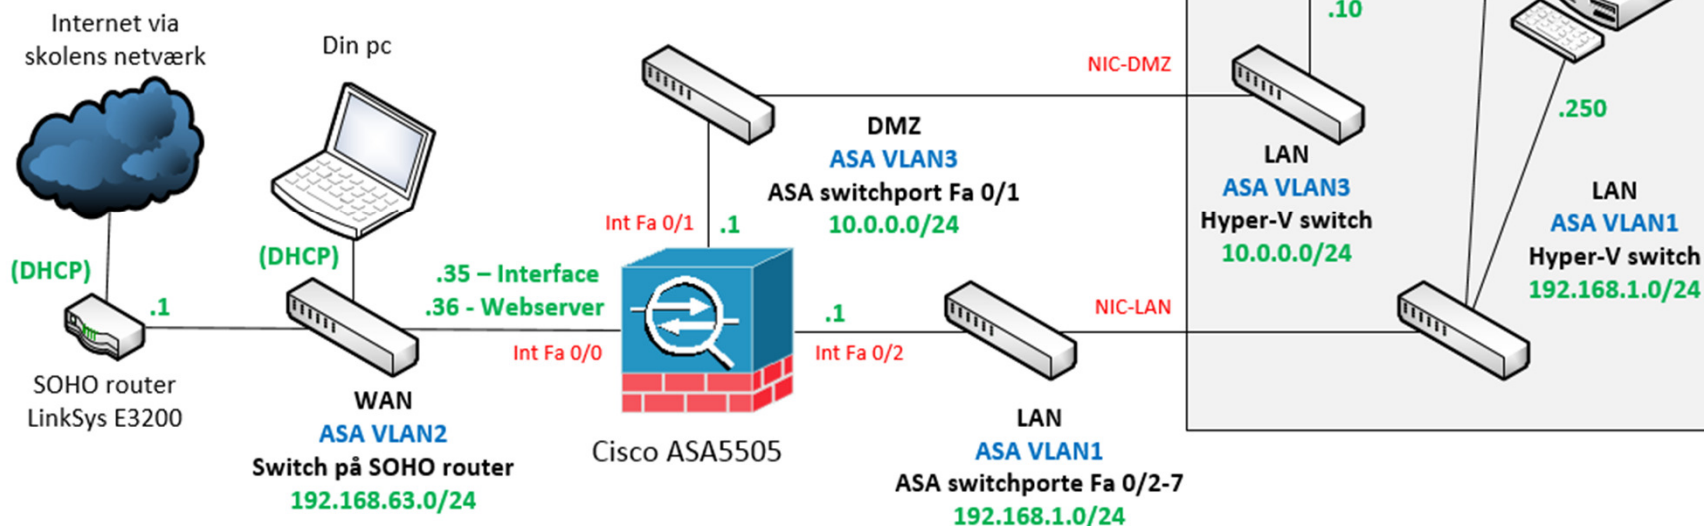 Internet via
skolens netværk
Din pc
(DHCP)
(DHCP)
.1
SOHO router
LinkSys E3200
WAN
ASA VLAN2
Switch på SOHO router
192.168.63.0/24
.35 – Interface
.36 - Webserver
Int Fa 0/0
Int Fa 0/1
.1
Cisco ASA5505
DMZ
ASA VLAN3
ASA switchport Fa 0/1
10.0.0.0/24
.1
Int Fa 0/2
LAN
ASA VLAN1
ASA switchporte Fa 0/2-7
192.168.1.0/24
NIC-DMZ
NIC-LAN
.10
LAN
ASA VLAN3
Hyper-V switch
10.0.0.0/24
.250
LAN
ASA VLAN1
Hyper-V switch
192.168.1.0/24